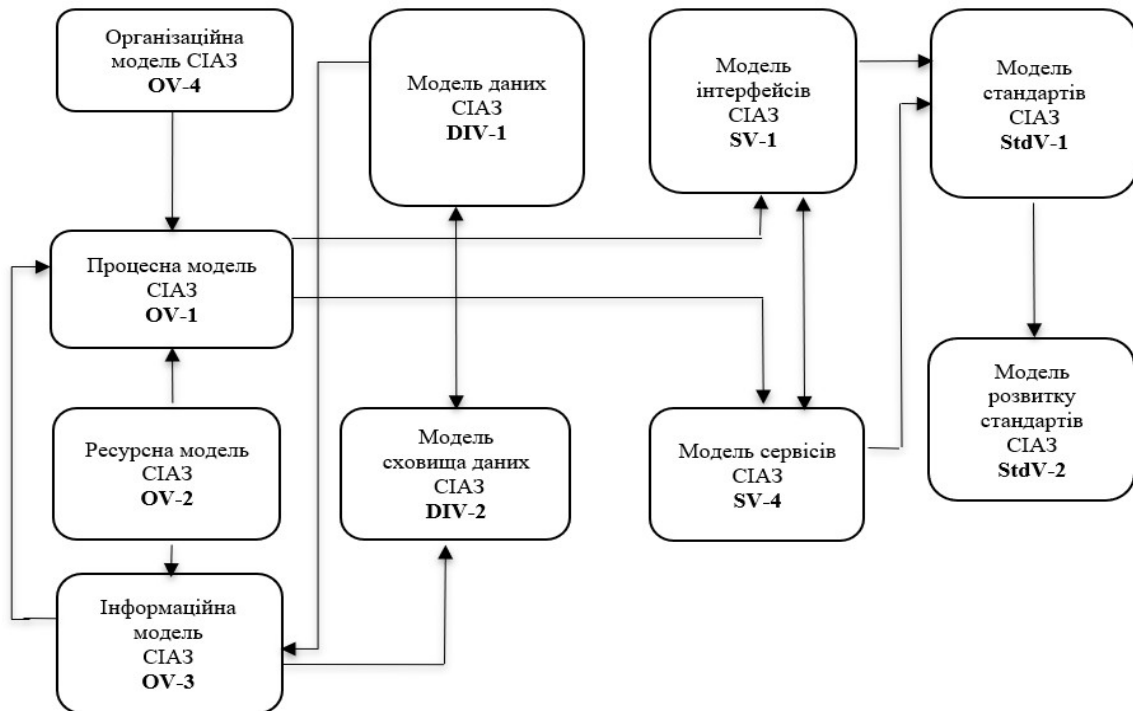 Організаційна
модель СІАЗ
OV-4
Модель даних
СІАЗ
DIV-1
Модель
інтерфейсів
СІАЗ
SV-1
Модель
стандартів
СІАЗ
StdV-1
Процесна модель
СІАЗ
OV-1
Ресурсна модель
СІАЗ
OV-2
Модель
сховища даних
СІАЗ
DIV-2
Модель сервісів
СІАЗ
SV-4
Модель
розвитку
стандартів
СІАЗ
StdV-2
Інформаційна
модель
СІАЗ
OV-3